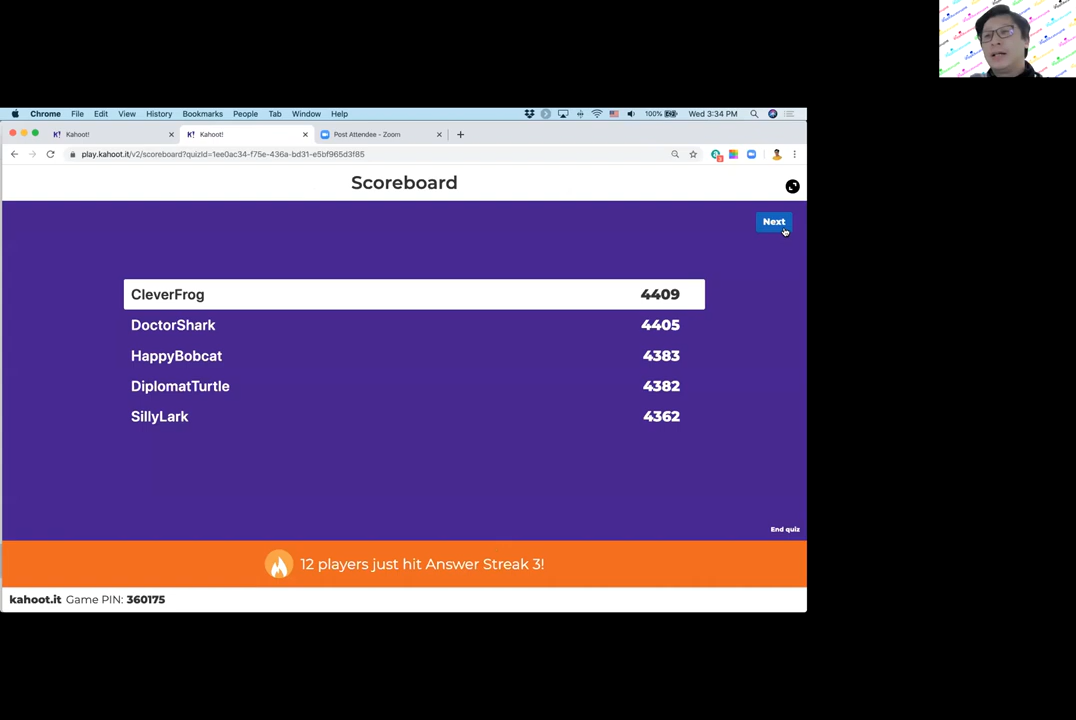 Chrome File Edit View History Bookmarks People Tab Window Help 100% Wed 3:34 PM
Kahoot! Kahoot! Post Attendee - Zoom
play.kahoot.it/v2/scoreboard?quizId=1ee0ac34-f75e-436a-bd31-e5bf965d3f85
Scoreboard
Next
CleverFrog 4409
DoctorShark 4405
HappyBobcat 4383
DiplomatTurtle 4382
SillyLark 4362
End quiz
12 players just hit Answer Streak 3!
kahoot.it Game PIN: 360175